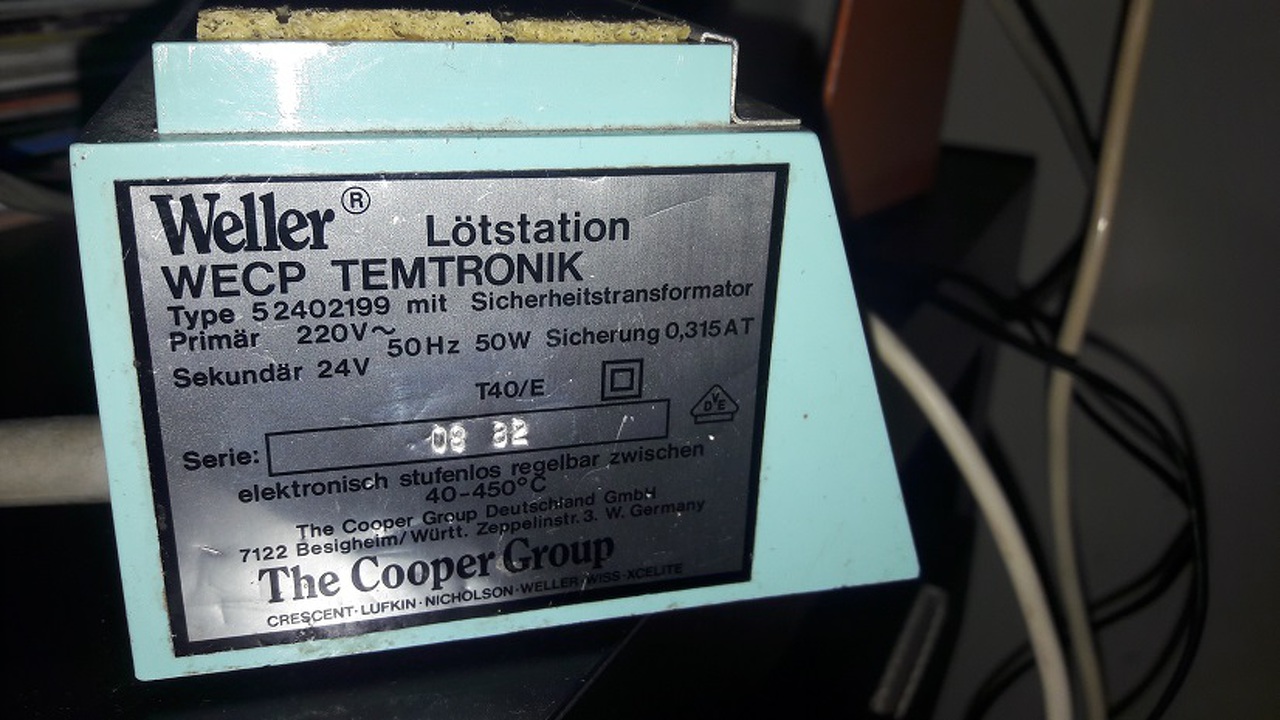 Weller® Lötstation
WECP TEMTRONIK
Type 52402199 mit Sicherheitstransformator
Primär 220V~ 50Hz 50W Sicherung 0,315AT
Sekundär 24V
T40/E
DVE
Serie: 08 82
elektronisch stufenlos regelbar zwischen
40-450°C
The Cooper Group Deutschland GmbH
7122 Besigheim/Württ. Zeppelinstr. 3. W. Germany
The Cooper Group
CRESCENT·LUFKIN·NICHOLSON·WELLER·WISS·XCELITE